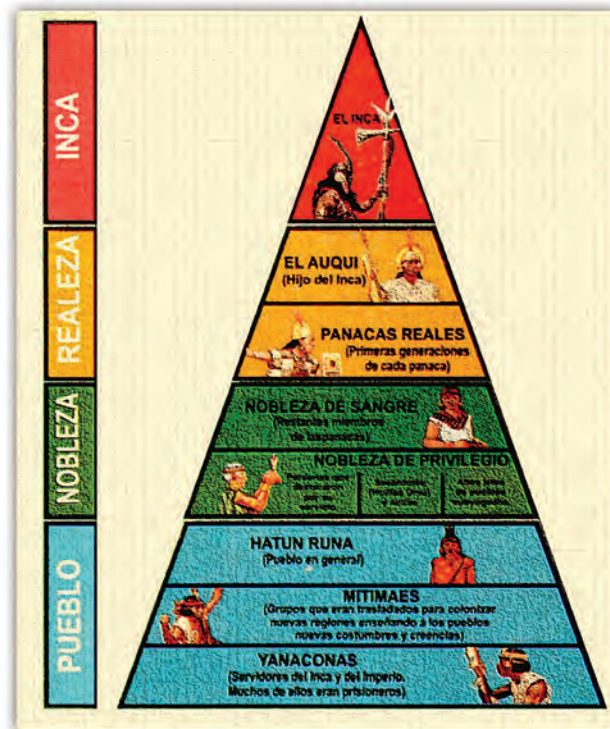 INCA
EL INCA
REALEZA
EL AUQUI
(Hijo del Inca)
PANACAS REALES
(Primeras generaciones
de cada panaca)
NOBLEZA
NOBLEZA DE SANGRE
(Restantes miembros
de laspanacas)
NOBLEZA DE PRIVILEGIO
PUEBLO
HATUN RUNA
(Pueblo en general)
MITIMAES
(Grupos que eran trasladados para colonizar
nuevas regiones enseñando a los pueblos
nuevas costumbres y creencias)
YANACONAS
(Servidores del Inca y del Imperio.
Muchos de ellos eran prisioneros)